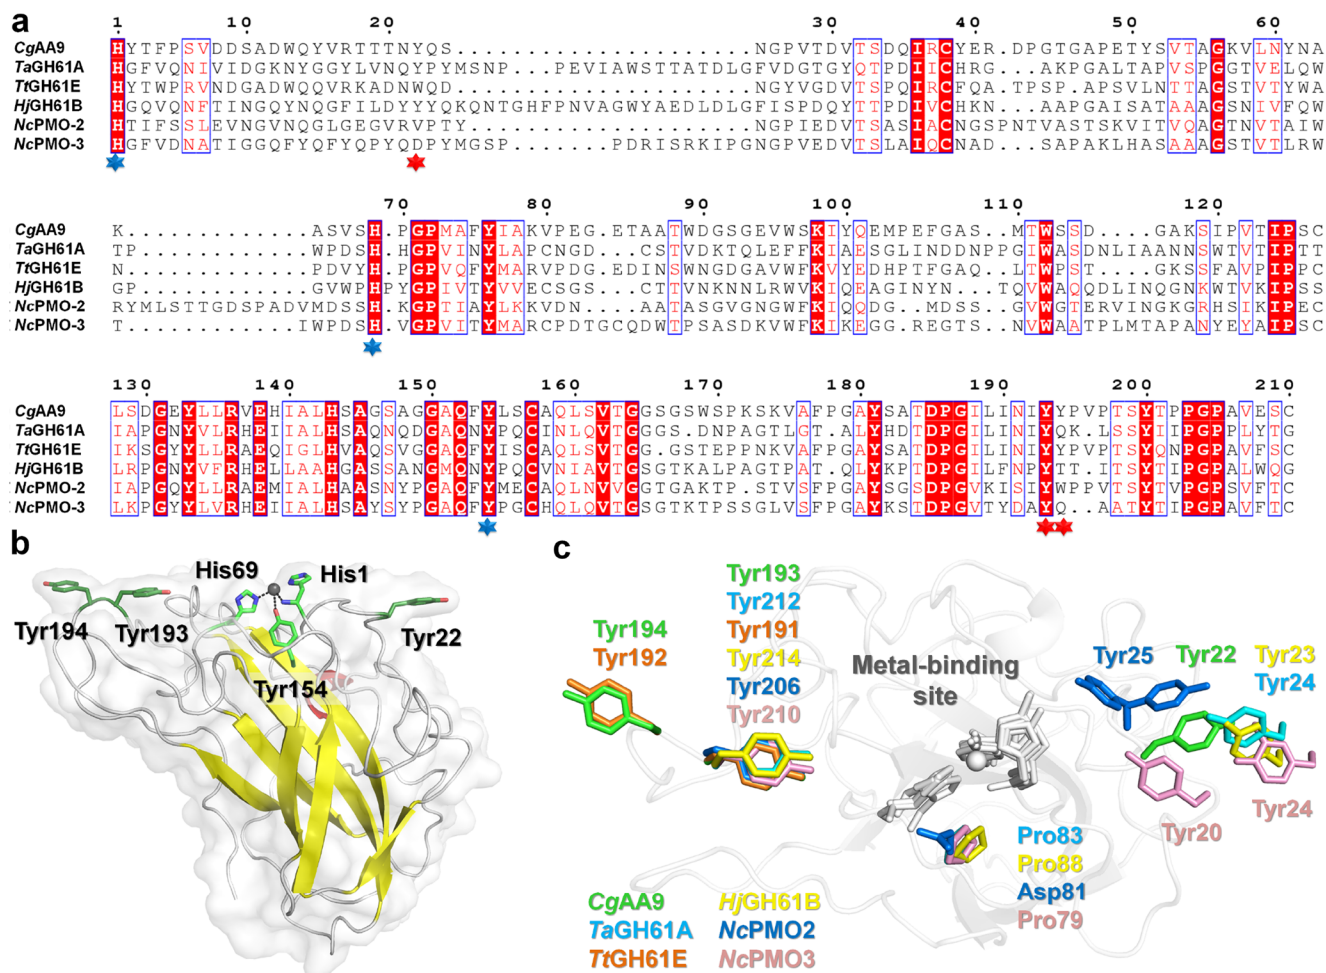 a
1 10 20 30 40 50 60
CgAA9 HYTFPSVDDSADWQYVRTTTNYQS.....................NGPVTDVTSDQIRCYER.DPGTGAPETYSVTAGKVLNYNA
TaGH61A HGFVQNIVIDGKNYGGYLVNQYPYMSNP...PEVIAWSTTATDLGFVDGTGYQTPDIICHRG...AKPGALTAPVSPGGTVELQW
TtGH61E HYTWPRVNDGADWQQVRKADNWQD.....................NGYVGDVTSPQIRCFQA.TPSP.APSVLNTTAGSTVTYWA
HjGH61B HGQVQNFTINGQYNQGFILDYYYQKQNTGHFPNVAGWYAEDLDLGFISPDQYTTPDIVCHKN...AAPGAISATAAAGSNIVFQW
NcPMO-2 HTIFSSLEVNGVNQGLGEGVRVPTY....................NGPIEDVTSASIACNGSPNTVASTSKVITVQAGTNVTAIW
NcPMO-3 HGFVDNATIGGQFYQFYQPYQDPYMGSP.......PDRISRKIPGNGPVEDVTSLAIQCNAD...SAPAKLHASAAAGSTVTLRW
70 80 90 100 110 120
CgAA9 K.............ASVSH.PGPMAFYIAKVPEG.ETAATWDGSGEVWSKIYQEMPEFGAS...MTWSSD....GAKSIPVTIPSC
TaGH61A TP............WPDSH.HGPVINYLAPCNGD..CSTVDKTQLEFFKIAESGLINDDNPPGIWASDNLIAANNSWTVTIPTT
TtGH61E N.............PDVYH.PGPVQFYMARVPDG.EDINSWNGDGAVWFKVYEDHPTFGAQ..LTWPST....GKSSFAVPIPPC
HjGH61B GP............GVWPHPYGPIVTYVVECSGS..CTTVNKNNLRWVKIQEAGINYN...TQVWAQQDLINQGNKWTVKIPSS
NcPMO-2 RYMLSTTGDSPADVMDSSH.KGPTIAYLKKVDN...AATASGVGNGWFKIQQDG..MDSS..VWGTERVINGKGRHSIKIPEC
NcPMO-3 T.............IWPDSH.VGPVITYMARCPDTGCQDWTPSASDKVWFKIKEGG.REGTS..NVWAATPLMTAPANYEYAIPSC
130 140 150 160 170 180 190 200 210
CgAA9 LSDGEYLLRVEHIALHSAGSAGGAQFYLSCAQLSVTGGSGSWSPKSKVAFPGAYSATDPGILINIYYPVPTSYTPPGPAVESC
TaGH61A IAPGNYVLRHEIIALHSAQNQDGAQNYPQCINLQVTGGGSDNPAGTLGT.ALYHDTDPGILINIYQK.LSSYIIPGPPLYTG
TtGH61E IKSGYYLLRAEQIGLHVAQSVGGAQFYISCAQLSVTGG.GSTEPPNKVAFPGAYSATDPGILINIYYPVPTSYQNPGPAVFSC
HjGH61B LRPGNYVFRHELLAAHGASSANGMQNYPQCVNIAVTGSGTKALPAGTPAT.QLYKPTDPGILFNPYTT.ITSYTIPGPALWQG
NcPMO-2 IAPGQYLLRAEMIALHAASNYPGAQFYMECAQLNVVGGTGAKTP.STVSFPGAYSGSDPGVKISIYWPPVTSYTVPGPSVFTC
NcPMO-3 LKPGYYLVRHEIIALHSAYSYPGAQFYPGCHQLQVTGGGTKTPSSGLVSFPGAYKSTDPGVTYDAYQ..AATYTIPGPAVFTC
b
His69
His1
Tyr194
Tyr193
Tyr22
Tyr154
c
Tyr193
Tyr212
Tyr191
Tyr214
Tyr206
Tyr210
Tyr194
Tyr192
Metal-binding
site
Tyr25
Tyr22
Tyr23
Tyr24
Tyr24
Tyr20
Pro83
Pro88
Asp81
Pro79
CgAA9
HjGH61B
TaGH61A
NcPMO2
TtGH61E
NcPMO3